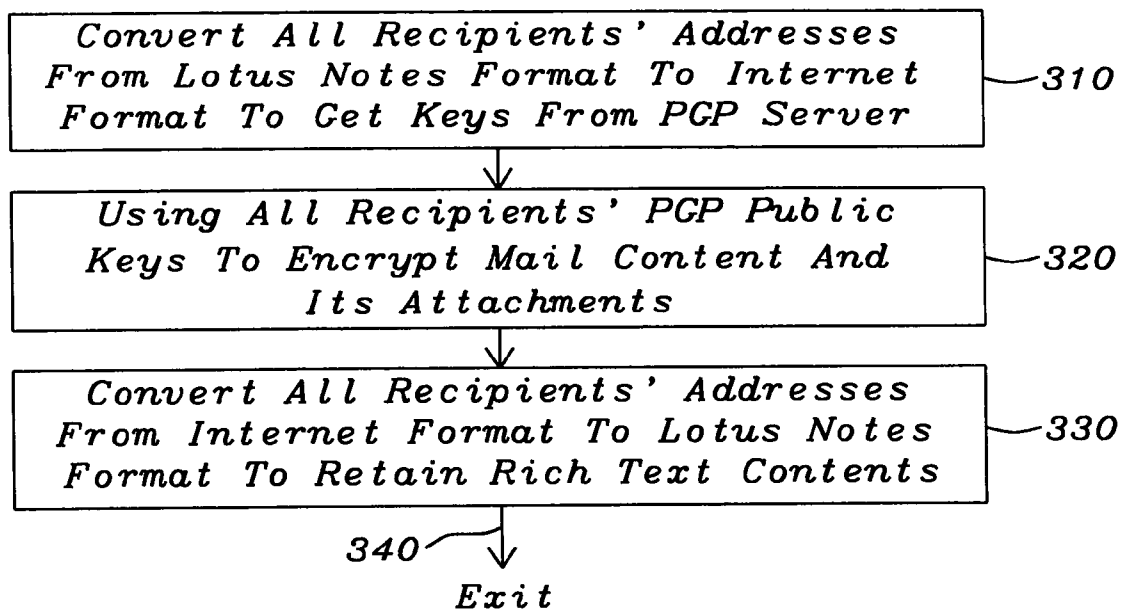 Convert All Recipients' Addresses
From Lotus Notes Format To Internet
Format To Get Keys From PGP Server
310
Using All Recipients' PGP Public
Keys To Encrypt Mail Content And
Its Attachments
320
Convert All Recipients' Addresses
From Internet Format To Lotus Notes
Format To Retain Rich Text Contents
330
340
Exit